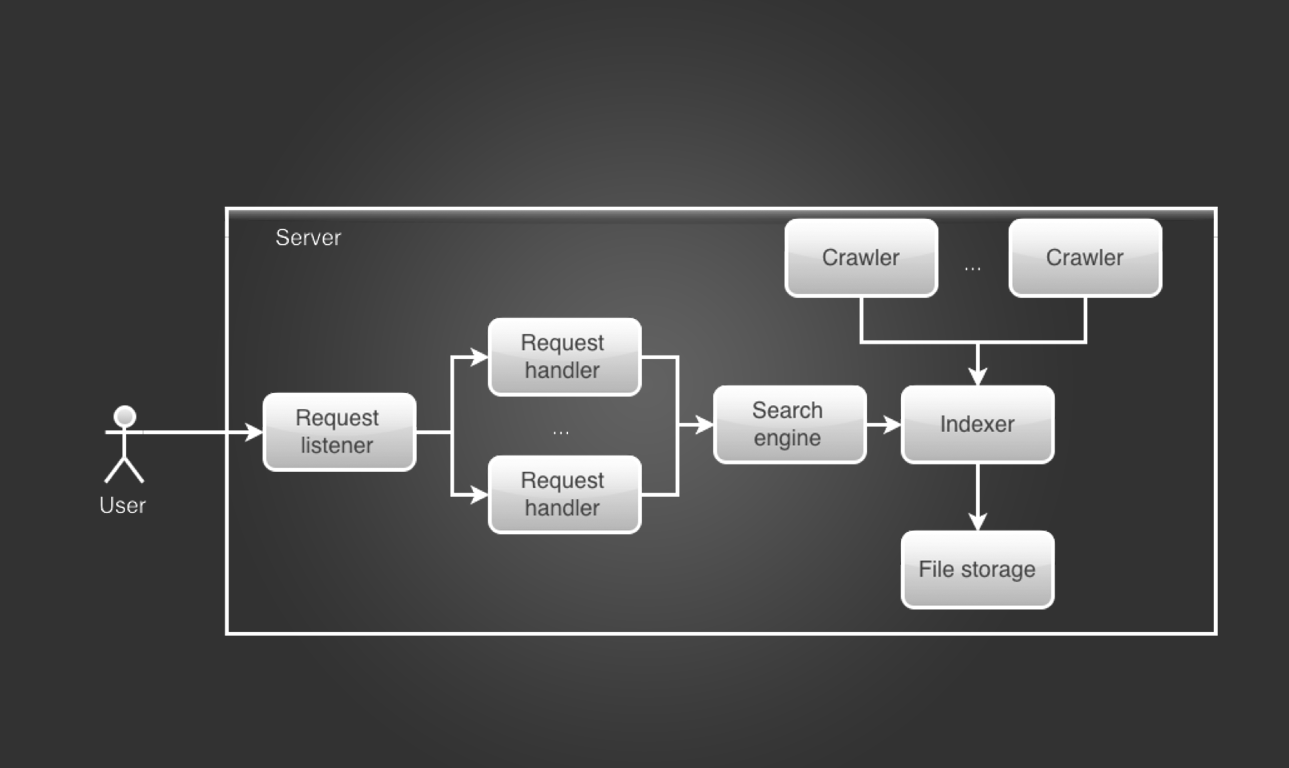 Server
Crawler
...
Crawler
Request
handler
Request
listener
...
Search
engine
Indexer
Request
handler
User
File storage